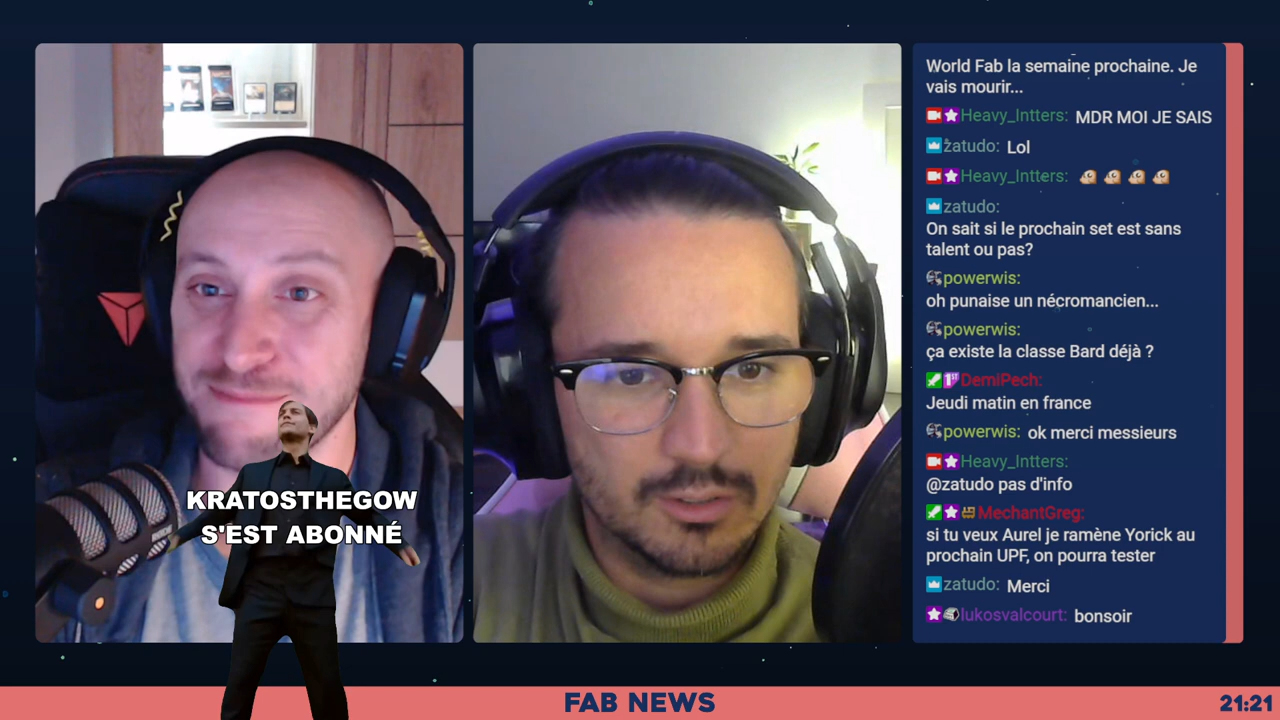 World Fab la semaine prochaine. Je
vais mourir...
Heavy_Intters: MDR MOI JE SAIS
zatudo: Lol
Heavy_Intters:
zatudo:
On sait si le prochain set est sans
talent ou pas?
powerwis:
oh punaise un nécromancien...
powerwis:
ça existe la classe Bard déjà ?
DemiPech:
Jeudi matin en france
powerwis: ok merci messieurs
Heavy_Intters:
@zatudo pas d'info
MechantGreg:
si tu veux Aurel je ramène Yorick au
prochain UPF, on pourra tester
zatudo: Merci
lukosvalcourt: bonsoir
KRATOSTHEGOW
S'EST ABONNÉ
FAB NEWS
21:21